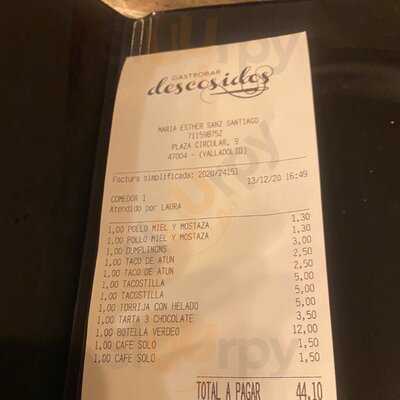 GASTROBAR
descosidos
MARIA ESTHER SANZ SANTIAGO
71159875Z
PLAZA CIRCULAR, 9
47004 - (VALLADOLID)
Factura simplificada: 2020/24151 13/12/20 16:49
COMEDOR 1
Atendido por LAURA
1,00 POLLO MIEL Y MOSTAZA 1,30
1,00 POLLO MIEL Y MOSTAZA 1,30
1,00 DUMPLINGNS 3,00
1,00 TACO DE ATUN 2,50
1,00 TACO DE ATUN 2,50
1,00 TACOSTILLA 5,00
1,00 TACOSTILLA 5,00
1,00 TORRIJA CON HELADO 5,00
1,00 TARTA 3 CHOCOLATE 3,50
1,00 BOTELLA VERDEO 12,00
1,00 CAFE SOLO 1,50
1,00 CAFE SOLO 1,50
TOTAL A PAGAR 44,10